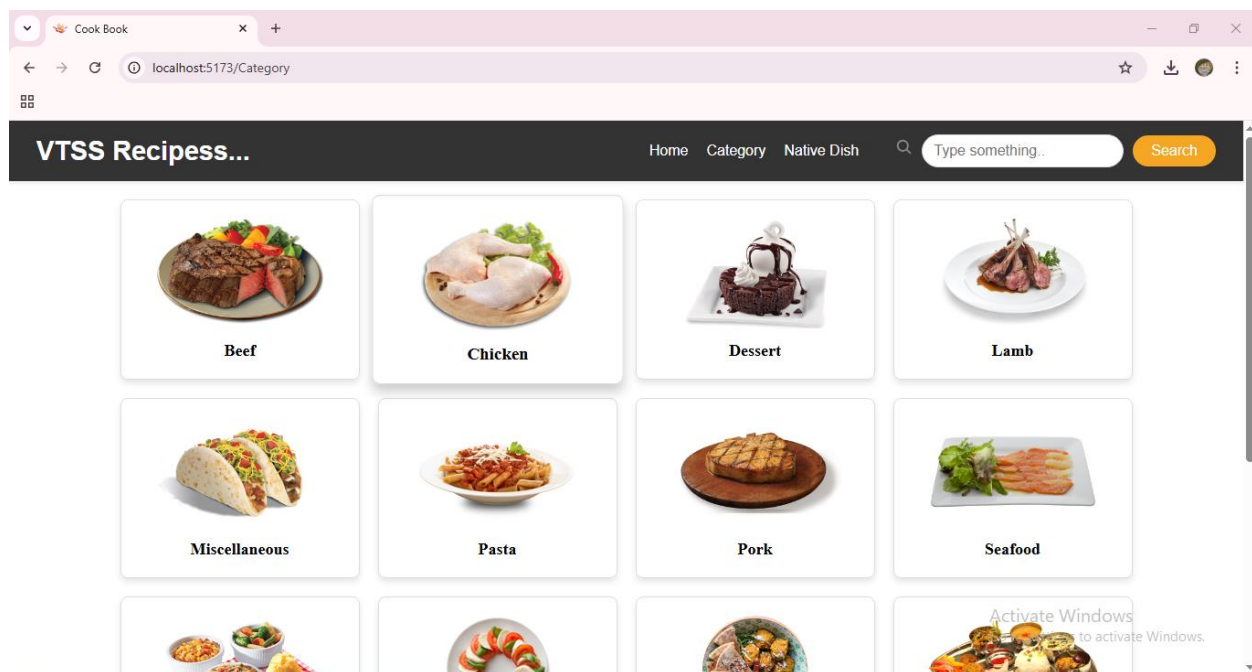 Cook Book
localhost:5173/Category
VTSS Recipess...
Home Category Native Dish Type something.. Search
Beef Chicken Dessert Lamb
Miscellaneous Pasta Pork Seafood
Activate Windows
to activate Windows.